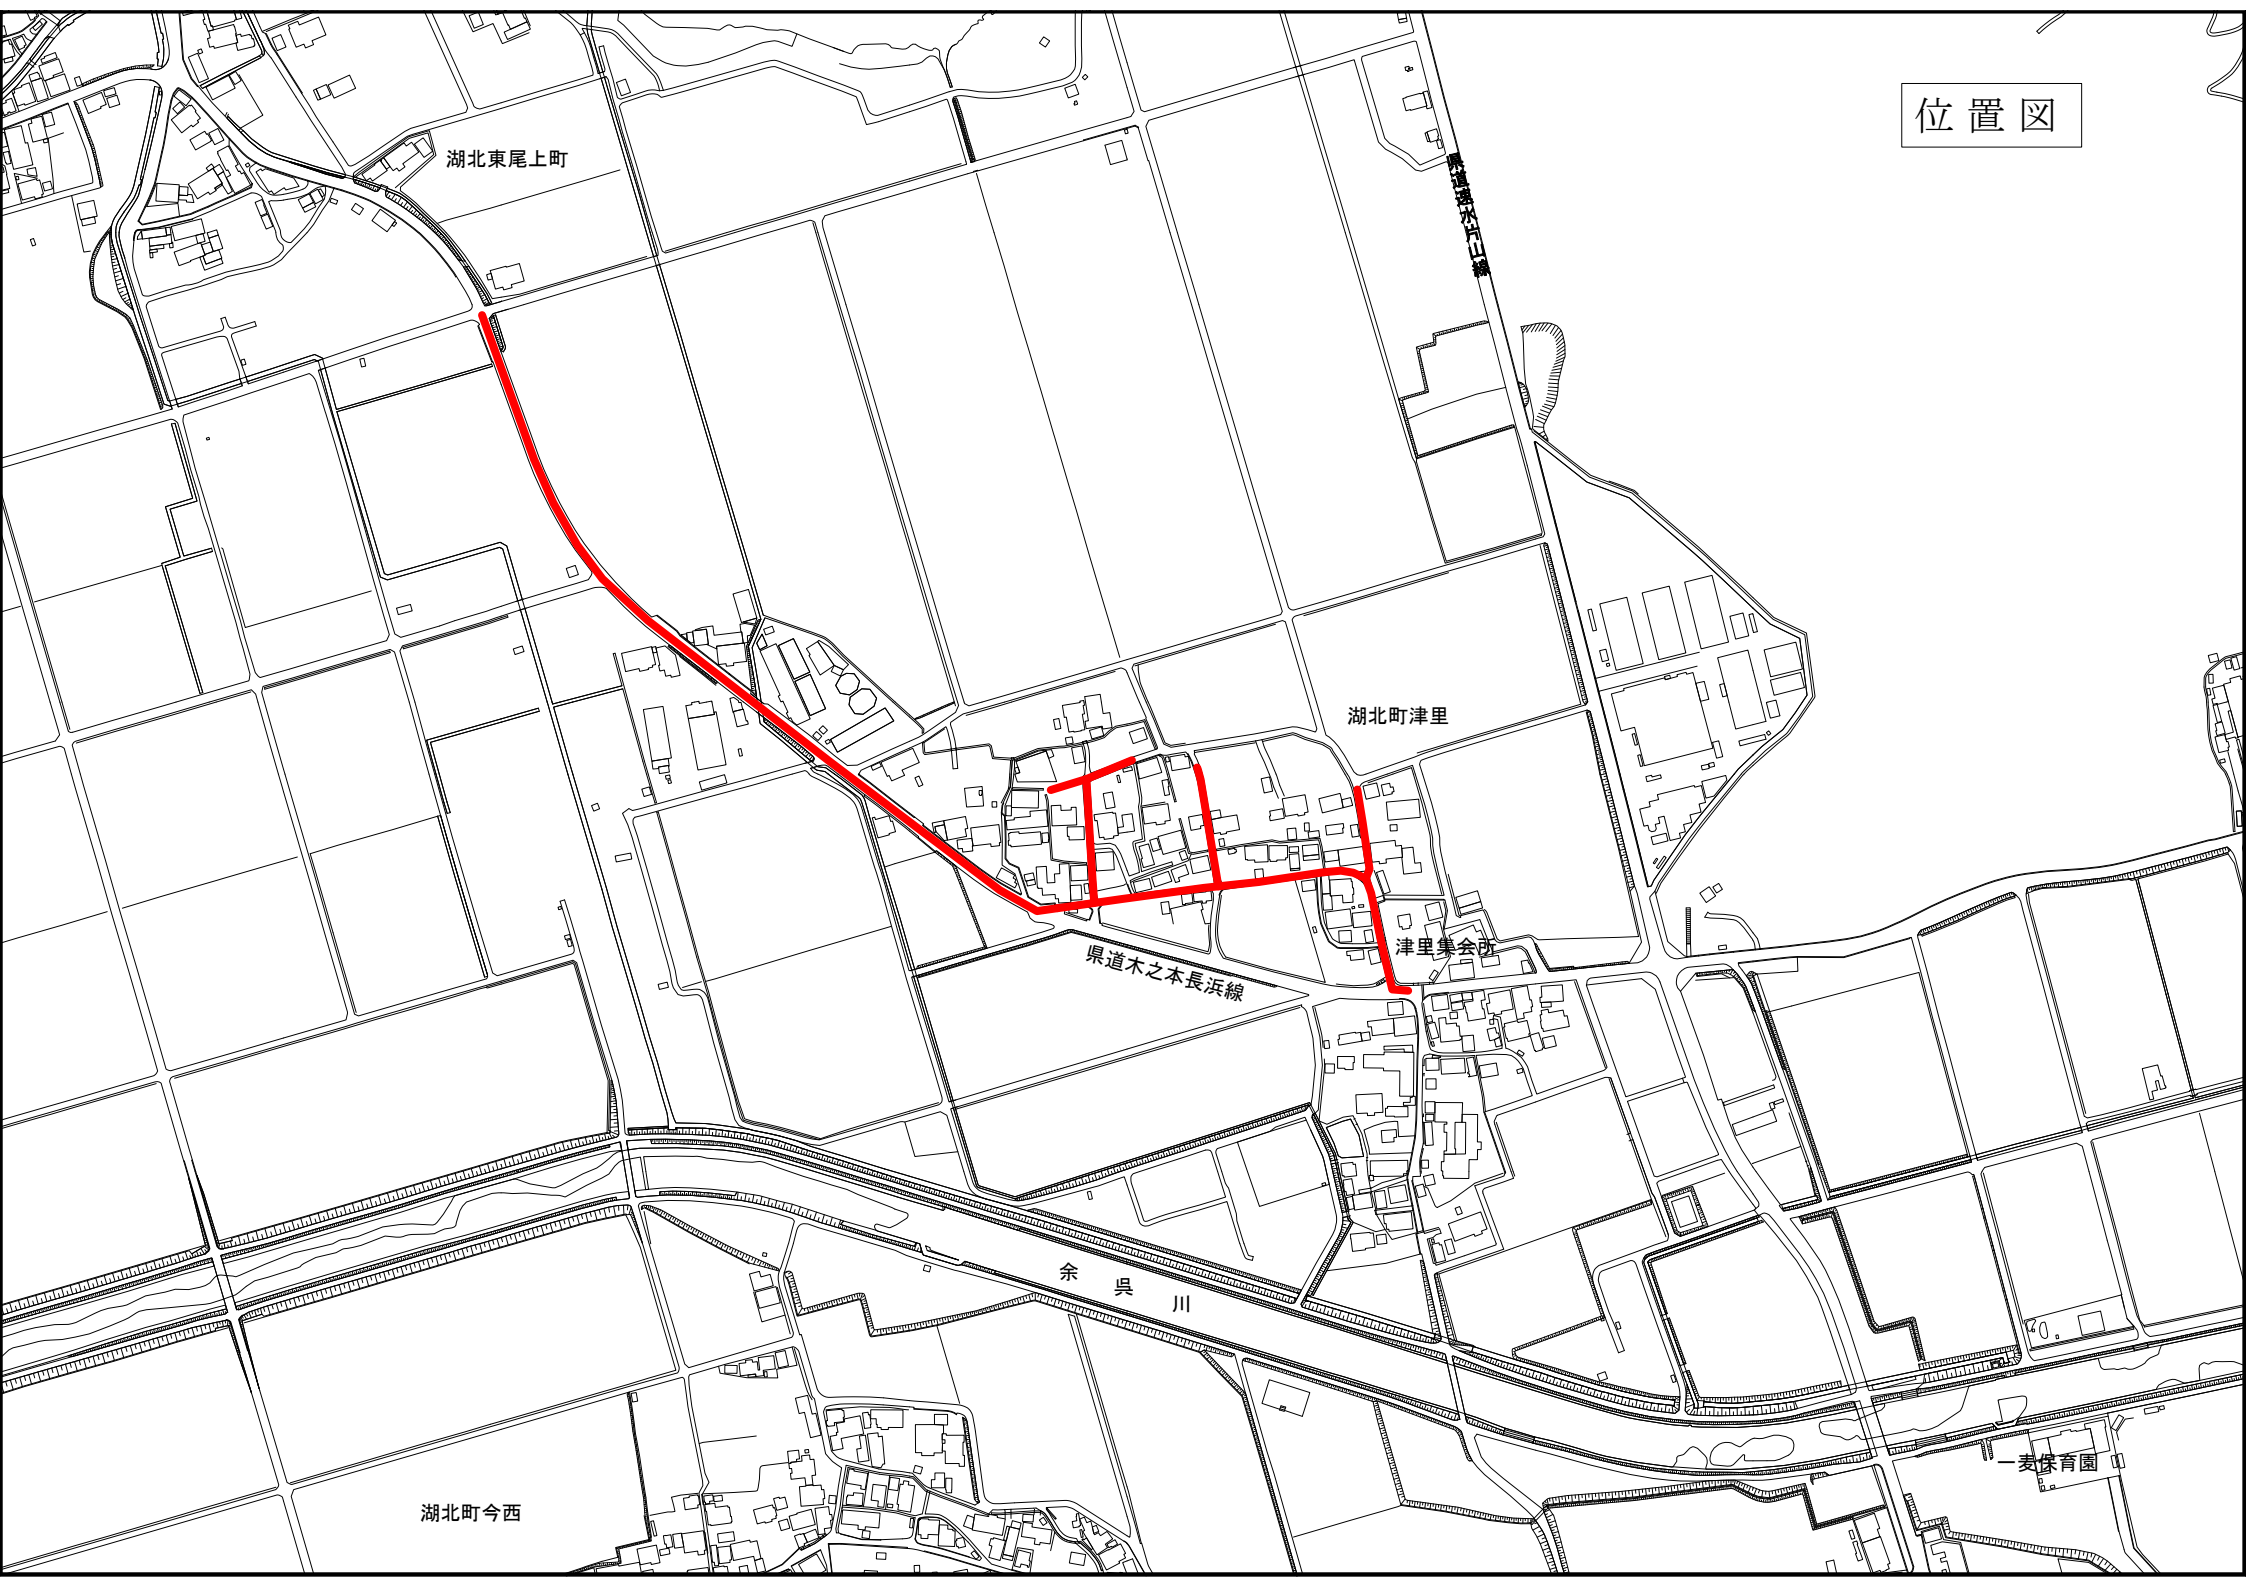 位置図
湖北東尾上町
県道速水片山線
湖北町津里
津里集会所
県道木之本長浜線
余呉川
一麦保育園
湖北町今西